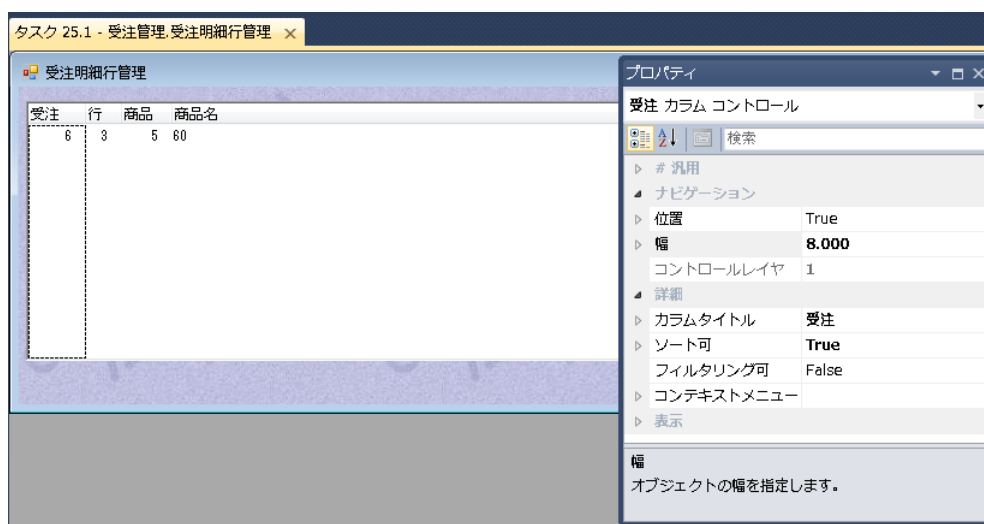 タスク 25.1 - 受注管理.受注明細行管理
受注明細行管理
受注 行 商品 商品名
6 3 5 60
プロパティ
受注 カラム コントロール
検索
# 汎用
ナビゲーション
位置 True
幅 8.000
コントロールレイヤ 1
詳細
カラムタイトル 受注
ソート可 True
フィルタリング可 False
コンテキストメニュー
表示
幅
オブジェクトの幅を指定します。